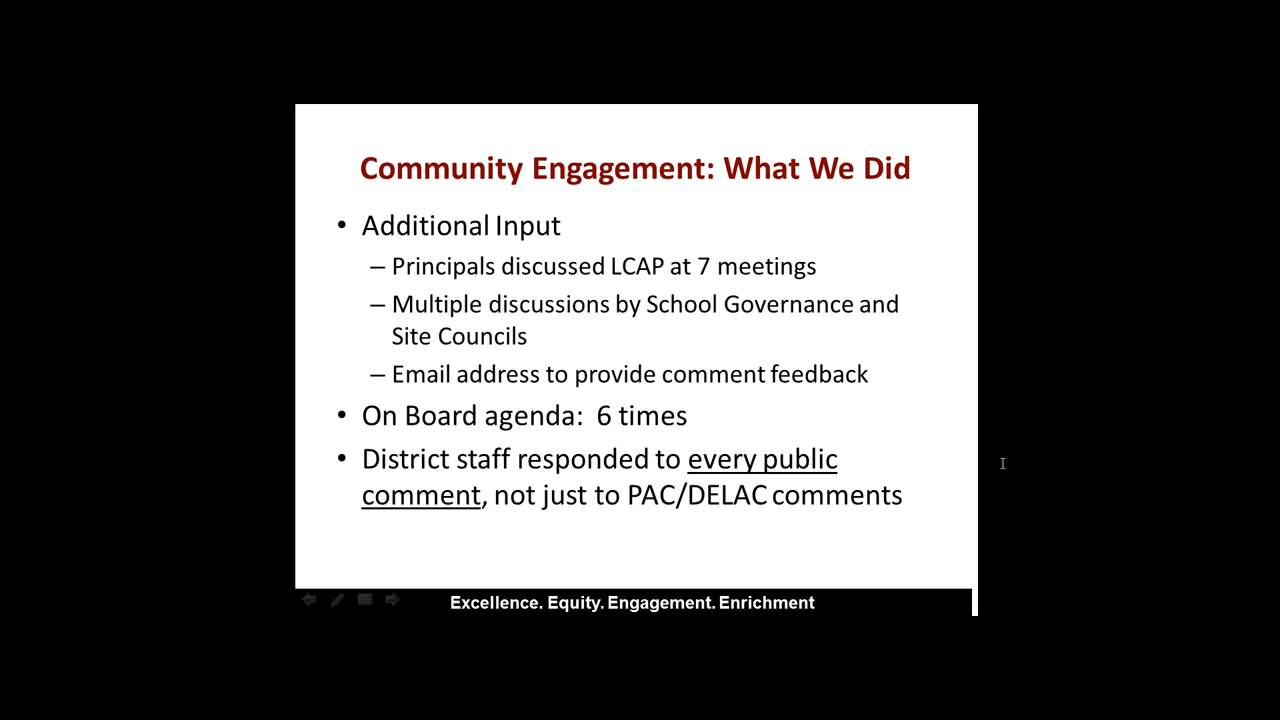 Community Engagement: What We Did
• Additional Input
– Principals discussed LCAP at 7 meetings
– Multiple discussions by School Governance and
Site Councils
– Email address to provide comment feedback
• On Board agenda:  6 times
• District staff responded to every public
comment, not just to PAC/DELAC comments
Excellence. Equity. Engagement. Enrichment